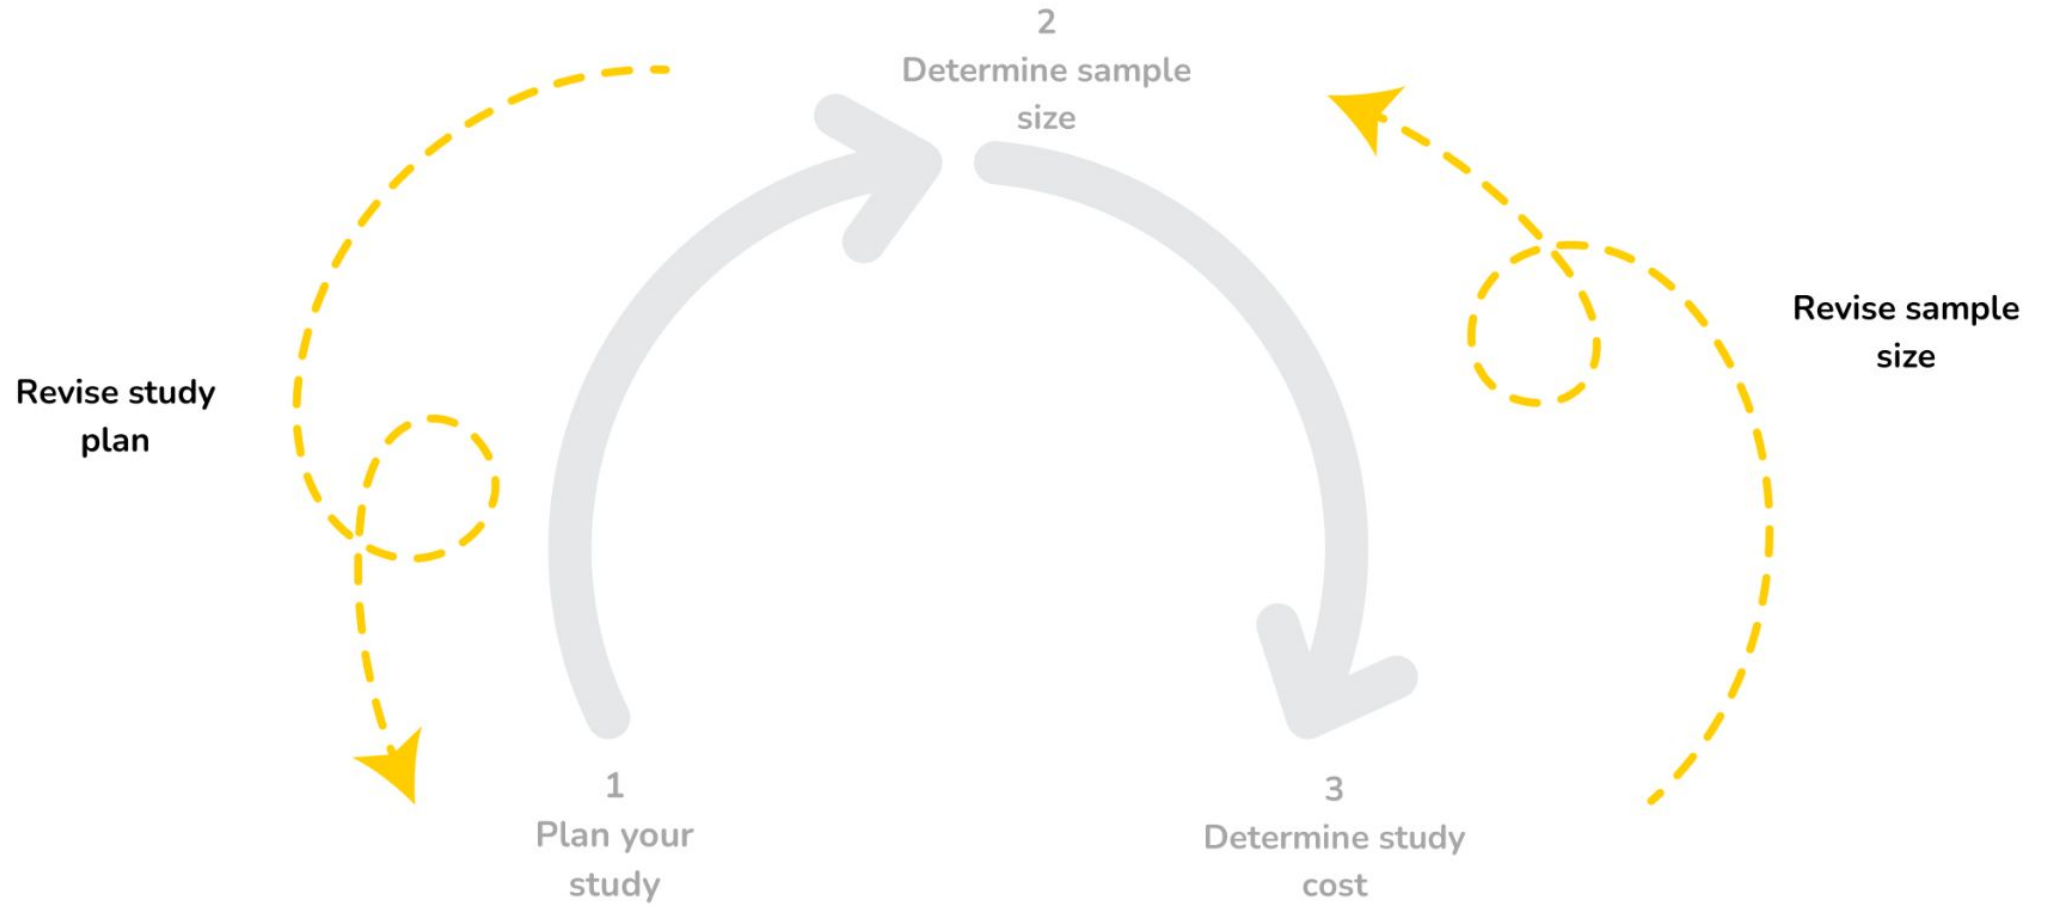 2
Determine sample
size
Revise sample
size
Revise study
plan
1
Plan your
study
3
Determine study
cost